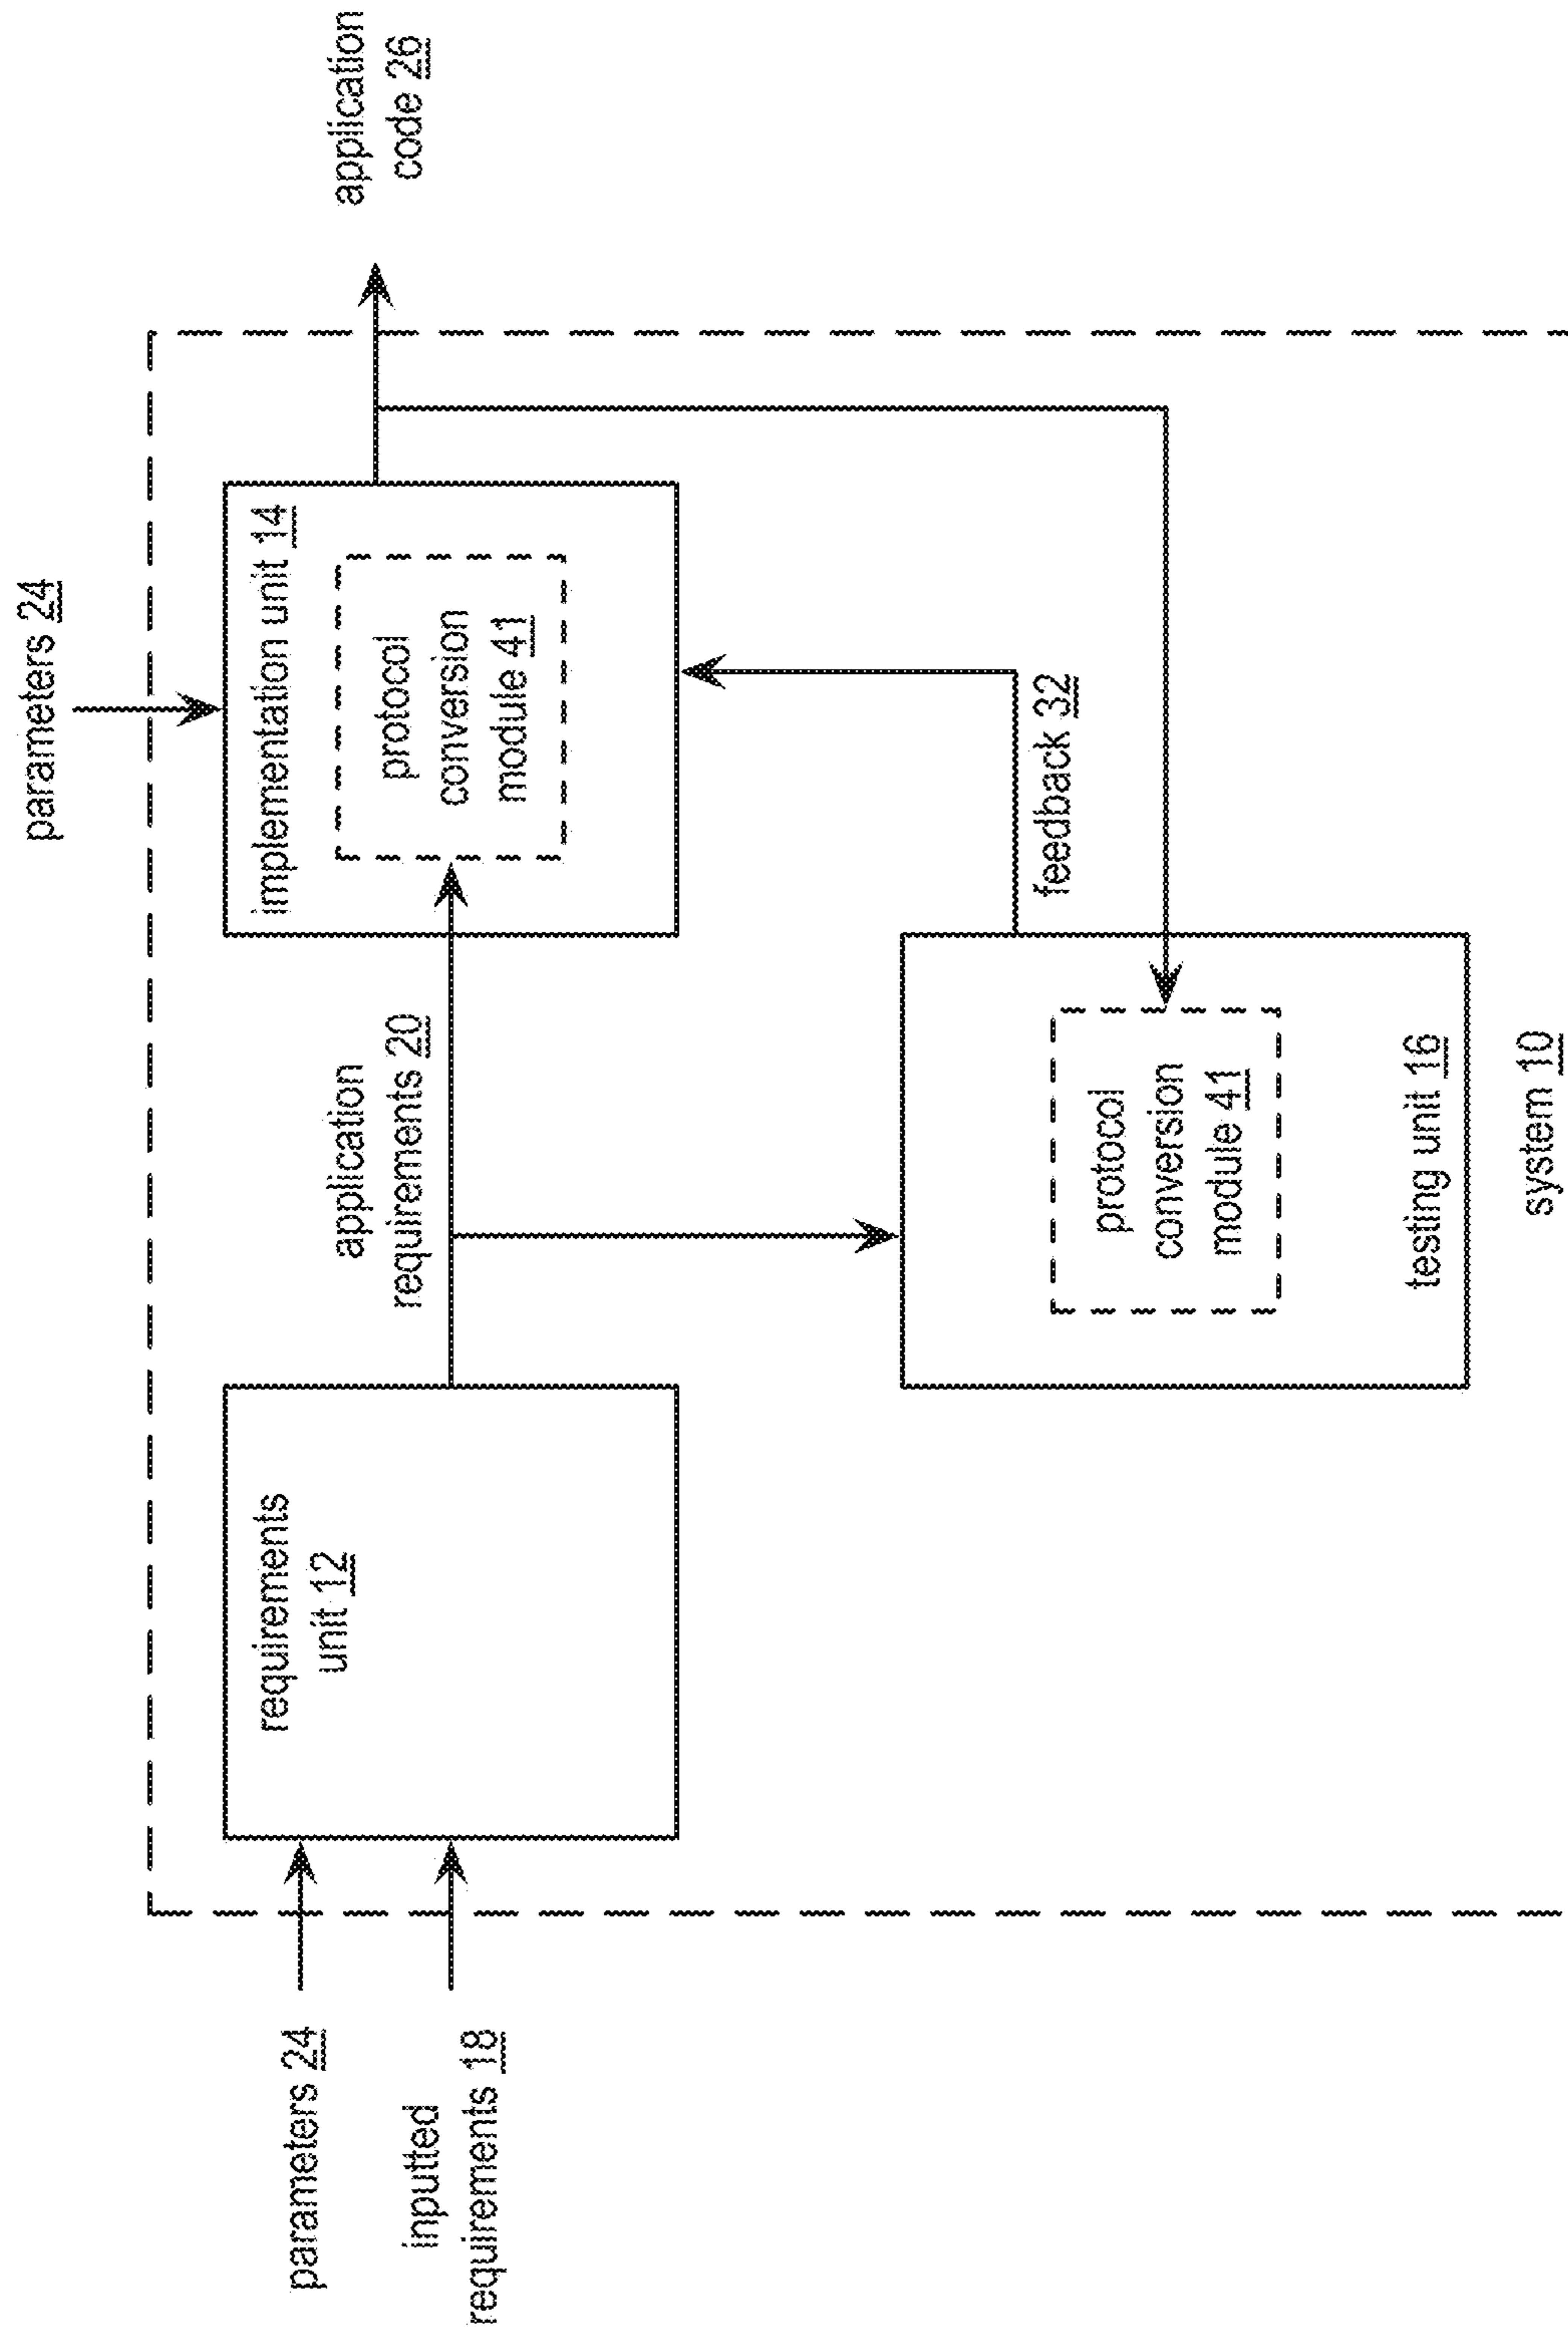 parameters 24
application
code 26
implementation unit 14
protocol
conversion
module 41
application
requirements 20
requirements
unit 12
parameters 24
inputted
requirements 18
feedback 32
protocol
conversion
module 41
testing unit 16
system 10